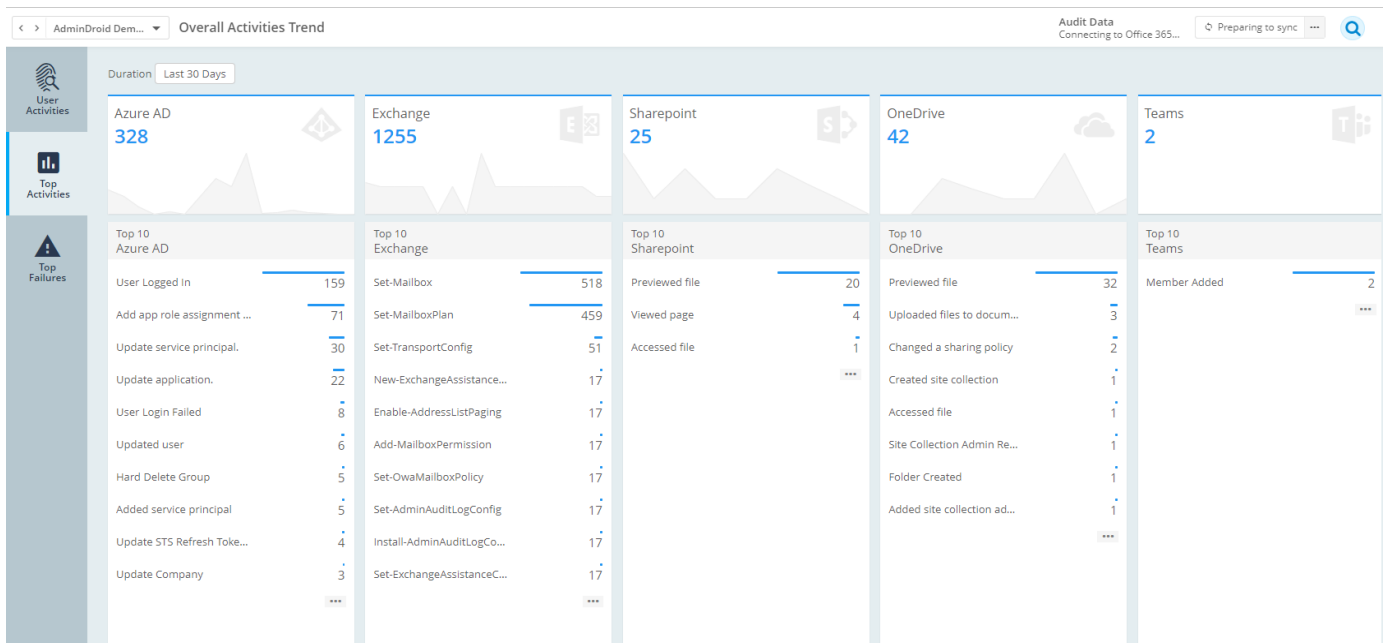 AdminDroid Dem...
Overall Activities Trend
Audit Data
Connecting to Office 365...
Preparing to sync
...
User
Activities
Top
Activities
Top
Failures
Duration Last 30 Days
Azure AD
328
Exchange
1255
Sharepoint
25
OneDrive
42
Teams
2
Top 10
Azure AD
User Logged In 159
Add app role assignment ... 71
Update service principal. 30
Update application. 22
User Login Failed 8
Updated user 6
Hard Delete Group 5
Added service principal 5
Update STS Refresh Toke... 4
Update Company 3
...
Top 10
Exchange
Set-Mailbox 518
Set-MailboxPlan 459
Set-TransportConfig 51
New-ExchangeAssistance... 17
Enable-AddressListPaging 17
Add-MailboxPermission 17
Set-OwaMailboxPolicy 17
Set-AdminAuditLogConfig 17
Install-AdminAuditLogCo... 17
Set-ExchangeAssistanceC... 17
...
Top 10
Sharepoint
Previewed file 20
Viewed page 4
Accessed file 1
...
Top 10
OneDrive
Previewed file 32
Uploaded files to docum... 3
Changed a sharing policy 2
Created site collection 1
Accessed file 1
Site Collection Admin Re... 1
Folder Created 1
Added site collection ad... 1
...
Top 10
Teams
Member Added 2
...